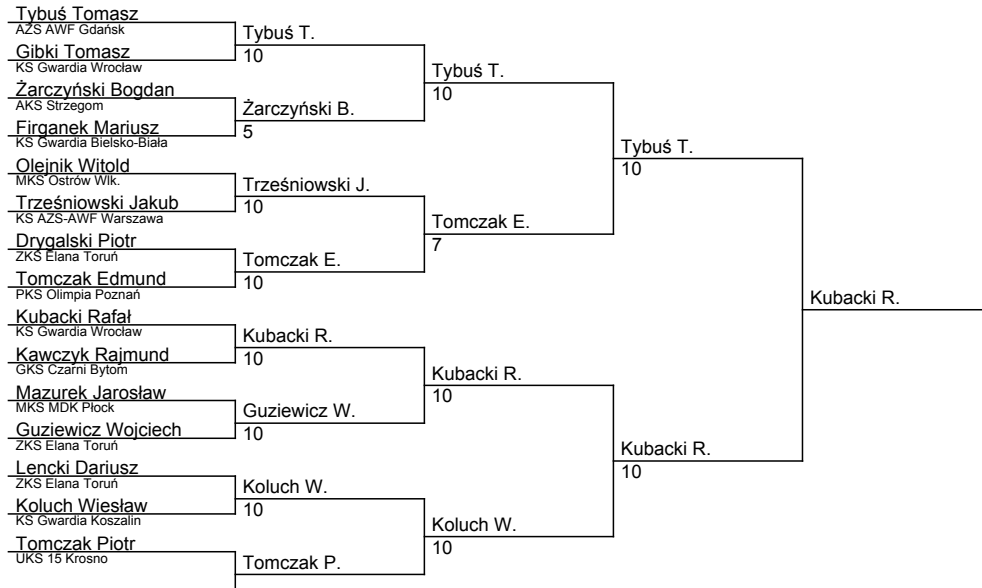 Tybuś Tomasz
AZS AWF Gdańsk
Gibki Tomasz
KS Gwardia Wrocław
Żarczyński Bogdan
AKS Strzegom
Firganek Mariusz
KS Gwardia Bielsko-Biała
Olejnik Witold
MKS Ostrów Wlk.
Trześniowski Jakub
KS AZS-AWF Warszawa
Drygalski Piotr
ZKS Elana Toruń
Tomczak Edmund
PKS Olimpia Poznań
Kubacki Rafał
KS Gwardia Wrocław
Kawczyk Rajmund
GKS Czarni Bytom
Mazurek Jarosław
MKS MDK Płock
Guziewicz Wojciech
ZKS Elana Toruń
Lencki Dariusz
ZKS Elana Toruń
Koluch Wiesław
KS Gwardia Koszalin
Tomczak Piotr
UKS 15 Krosno
Tybuś T.
10
Żarczyński B.
5
Trześniowski J.
10
Tomczak E.
10
Kubacki R.
10
Guziewicz W.
10
Koluch W.
10
Tomczak P.
Tybuś T.
10
Tomczak E.
7
Kubacki R.
10
Koluch W.
10
Tybuś T.
10
Kubacki R.
10
Kubacki R.